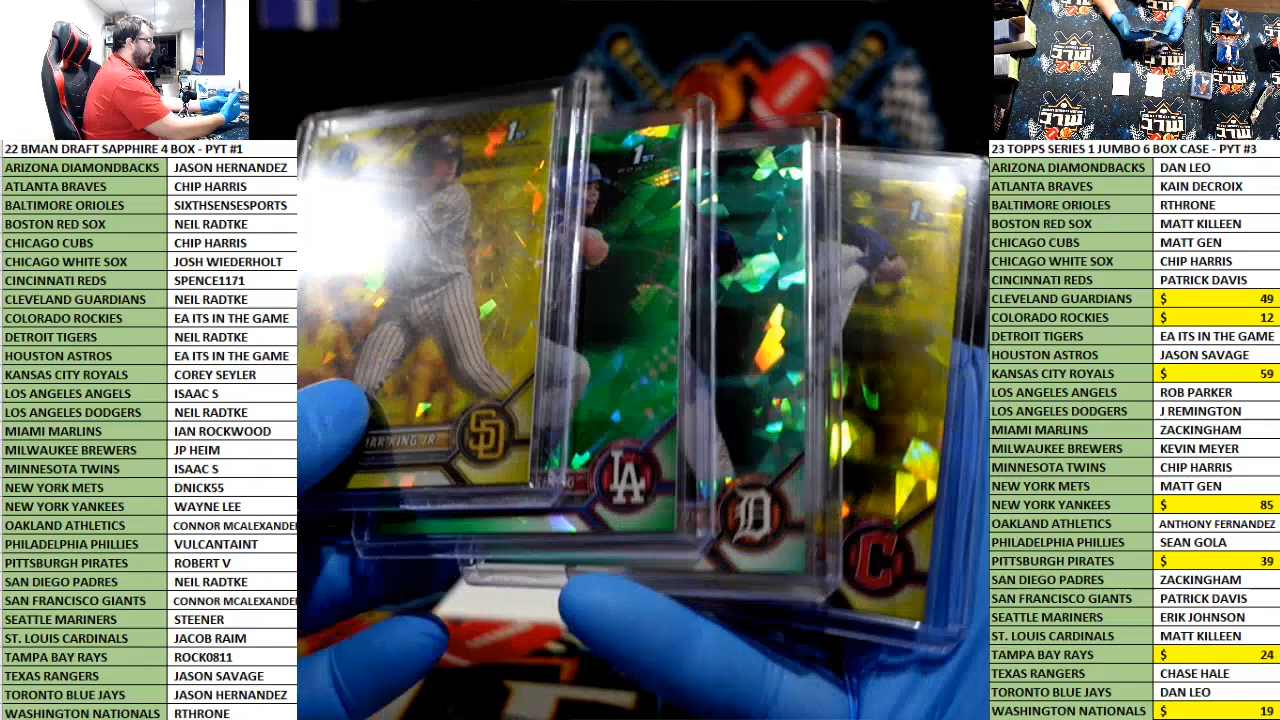 22 BMAN DRAFT SAPPHIRE 4 BOX - PYT #1
ARIZONA DIAMONDBACKS JASON HERNANDEZ
ATLANTA BRAVES CHIP HARRIS
BALTIMORE ORIOLES SIXTHSENSESPORTS
BOSTON RED SOX NEIL RADTKE
CHICAGO CUBS CHIP HARRIS
CHICAGO WHITE SOX JOSH WIEDERHOLT
CINCINNATI REDS SPENCE1171
CLEVELAND GUARDIANS NEIL RADTKE
COLORADO ROCKIES EA ITS IN THE GAME
DETROIT TIGERS NEIL RADTKE
HOUSTON ASTROS EA ITS IN THE GAME
KANSAS CITY ROYALS COREY SEYLER
LOS ANGELES ANGELS ISAAC S
LOS ANGELES DODGERS NEIL RADTKE
MIAMI MARLINS IAN ROCKWOOD
MILWAUKEE BREWERS JP HEIM
MINNESOTA TWINS ISAAC S
NEW YORK METS DNICK55
NEW YORK YANKEES WAYNE LEE
OAKLAND ATHLETICS CONNOR MCALEXANDE
PHILADELPHIA PHILLIES VULCANTAINT
PITTSBURGH PIRATES ROBERT V
SAN DIEGO PADRES NEIL RADTKE
SAN FRANCISCO GIANTS CONNOR MCALEXANDE
SEATTLE MARINERS STEENER
ST. LOUIS CARDINALS JACOB RAIM
TAMPA BAY RAYS ROCK0811
TEXAS RANGERS JASON SAVAGE
TORONTO BLUE JAYS JASON HERNANDEZ
WASHINGTON NATIONALS RTHRONE
1ST
KING JR.
SD
1ST
LA
D
1ST
C
23 TOPPS SERIES 1 JUMBO 6 BOX CASE - PYT #3
ARIZONA DIAMONDBACKS DAN LEO
ATLANTA BRAVES KAIN DECROIX
BALTIMORE ORIOLES RTHRONE
BOSTON RED SOX MATT KILLEEN
CHICAGO CUBS MATT GEN
CHICAGO WHITE SOX CHIP HARRIS
CINCINNATI REDS PATRICK DAVIS
CLEVELAND GUARDIANS $ 49
COLORADO ROCKIES $ 12
DETROIT TIGERS EA ITS IN THE GAME
HOUSTON ASTROS JASON SAVAGE
KANSAS CITY ROYALS $ 59
LOS ANGELES ANGELS ROB PARKER
LOS ANGELES DODGERS J REMINGTON
MIAMI MARLINS ZACKINGHAM
MILWAUKEE BREWERS KEVIN MEYER
MINNESOTA TWINS CHIP HARRIS
NEW YORK METS MATT GEN
NEW YORK YANKEES $ 85
OAKLAND ATHLETICS ANTHONY FERNANDEZ
PHILADELPHIA PHILLIES SEAN GOLA
PITTSBURGH PIRATES $ 39
SAN DIEGO PADRES ZACKINGHAM
SAN FRANCISCO GIANTS PATRICK DAVIS
SEATTLE MARINERS ERIK JOHNSON
ST. LOUIS CARDINALS MATT KILLEEN
TAMPA BAY RAYS $ 24
TEXAS RANGERS CHASE HALE
TORONTO BLUE JAYS DAN LEO
WASHINGTON NATIONALS $ 19